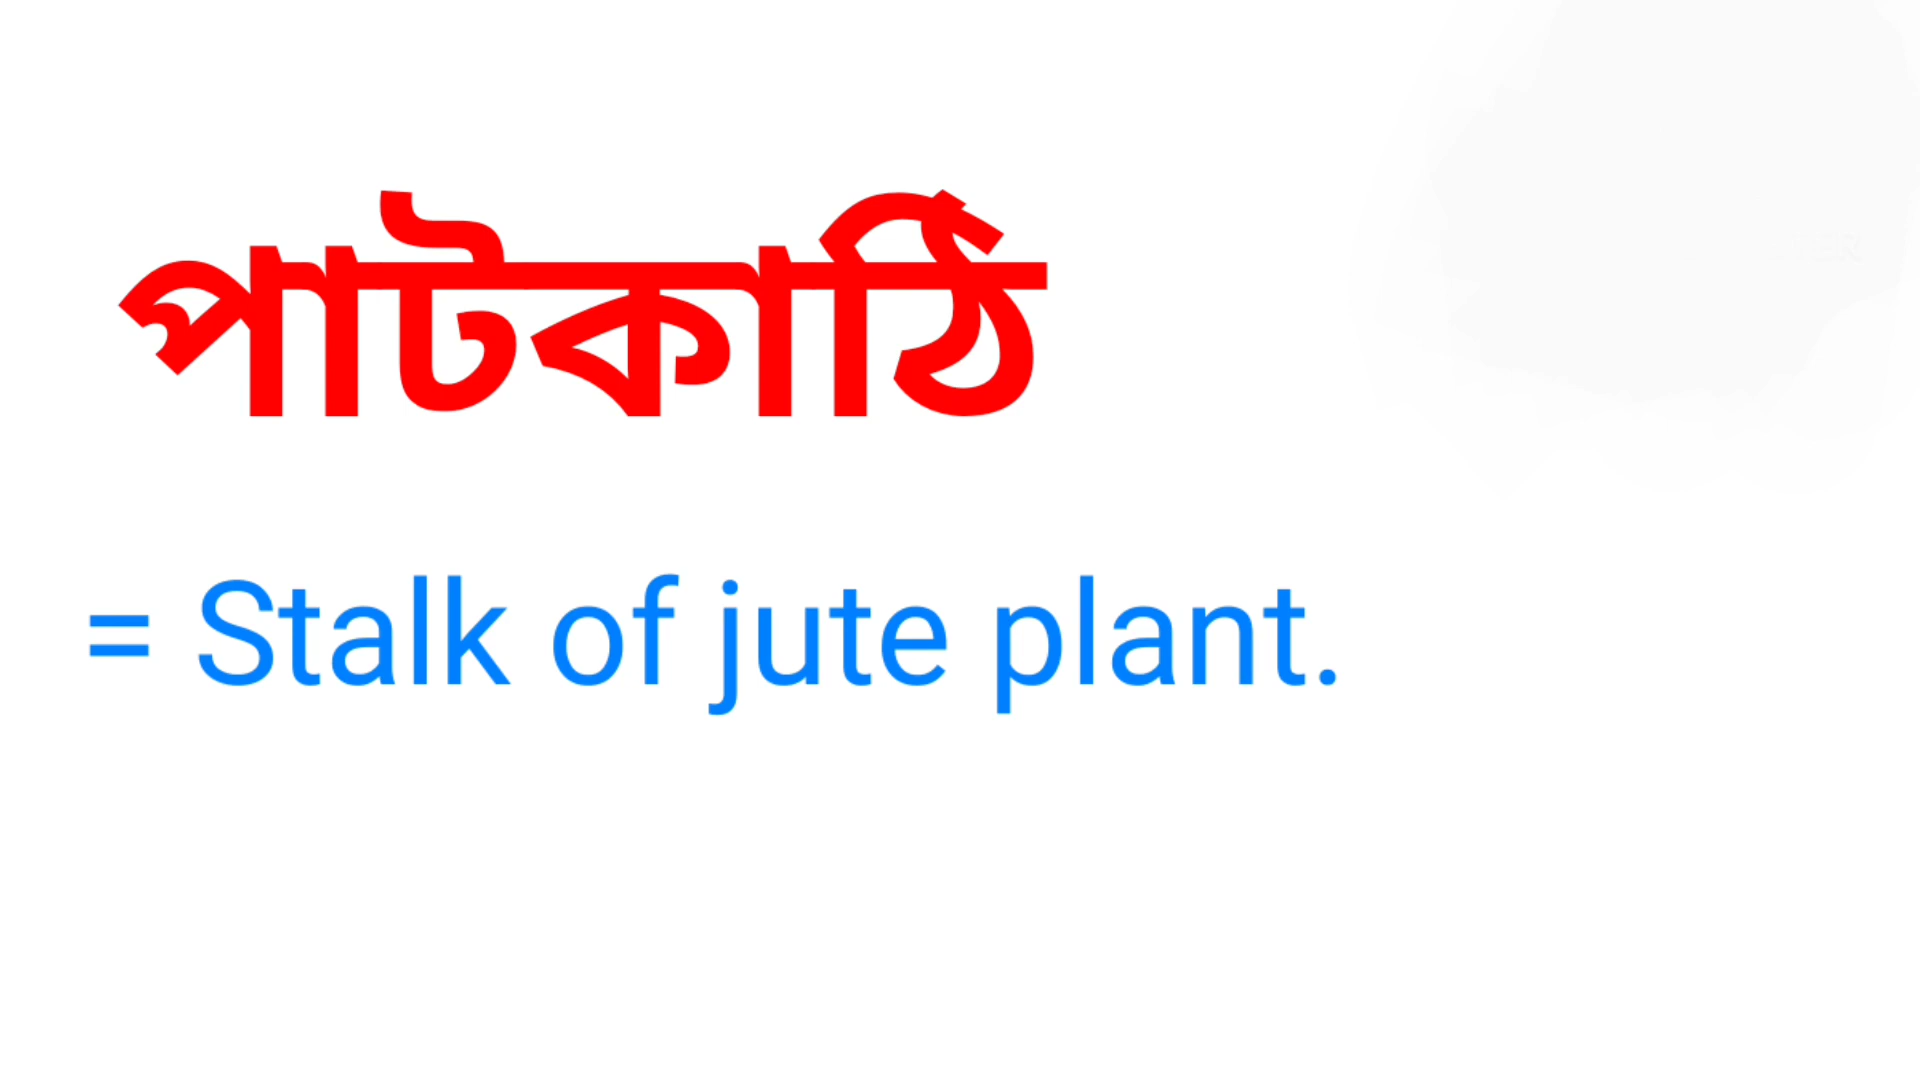 পাটকাঠি
= Stalk of jute plant.